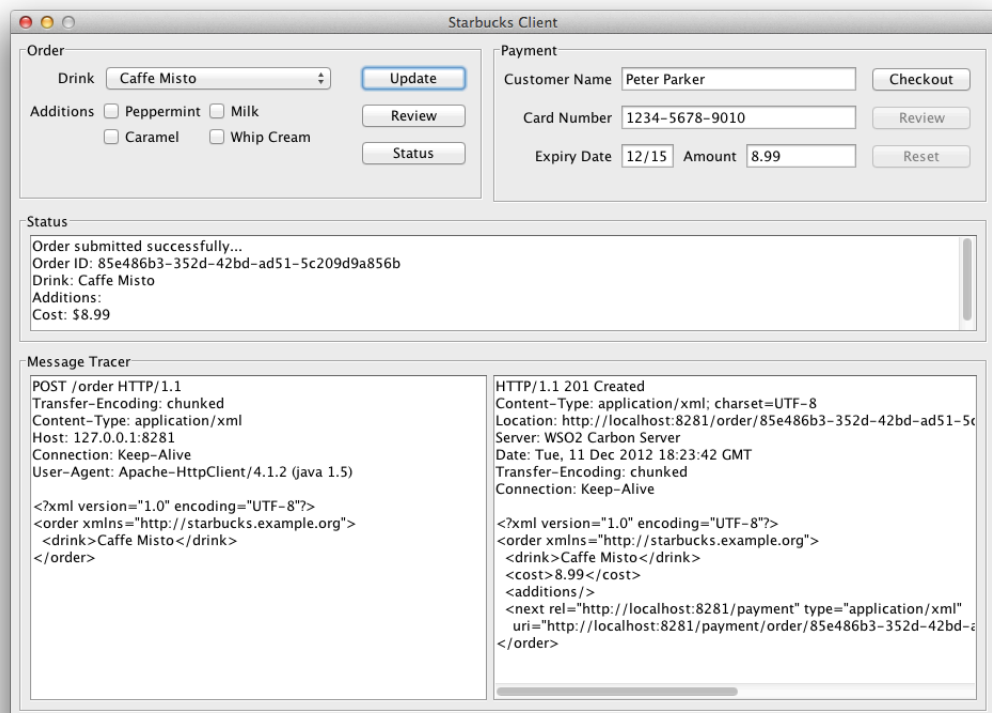 Starbucks Client
Order
Drink Caffe Misto Update
Additions Peppermint Milk Review
Caramel Whip Cream
Status
Payment
Customer Name Peter Parker Checkout
Card Number 1234-5678-9010 Review
Expiry Date 12/15 Amount 8.99 Reset
Status
Order submitted successfully...
Order ID: 85e486b3-352d-42bd-ad51-5c209d9a856b
Drink: Caffe Misto
Additions:
Cost: $8.99
Message Tracer
POST /order HTTP/1.1
Transfer-Encoding: chunked
Content-Type: application/xml
Host: 127.0.0.1:8281
Connection: Keep-Alive
User-Agent: Apache-HttpClient/4.1.2 (java 1.5)
<?xml version="1.0" encoding="UTF-8"?>
<order xmlns="http://starbucks.example.org">
<drink>Caffe Misto</drink>
</order>
HTTP/1.1 201 Created
Content-Type: application/xml; charset=UTF-8
Location: http://localhost:8281/order/85e486b3-352d-42bd-ad51-5c
Server: WSO2 Carbon Server
Date: Tue, 11 Dec 2012 18:23:42 GMT
Transfer-Encoding: chunked
Connection: Keep-Alive
<?xml version="1.0" encoding="UTF-8"?>
<order xmlns="http://starbucks.example.org">
<drink>Caffe Misto</drink>
<cost>8.99</cost>
<additions/>
<next rel="http://localhost:8281/payment" type="application/xml"
uri="http://localhost:8281/payment/order/85e486b3-352d-42bd-a
</order>